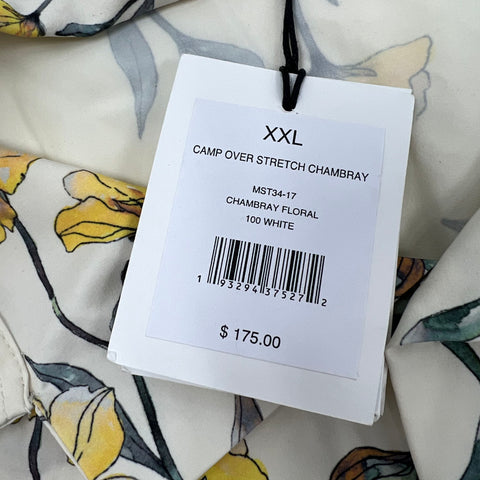 XXL
CAMP OVER STRETCH CHAMBRAY
MST34-17
CHAMBRAY FLORAL
100 WHITE
1 93294 37527 2
$ 175.00